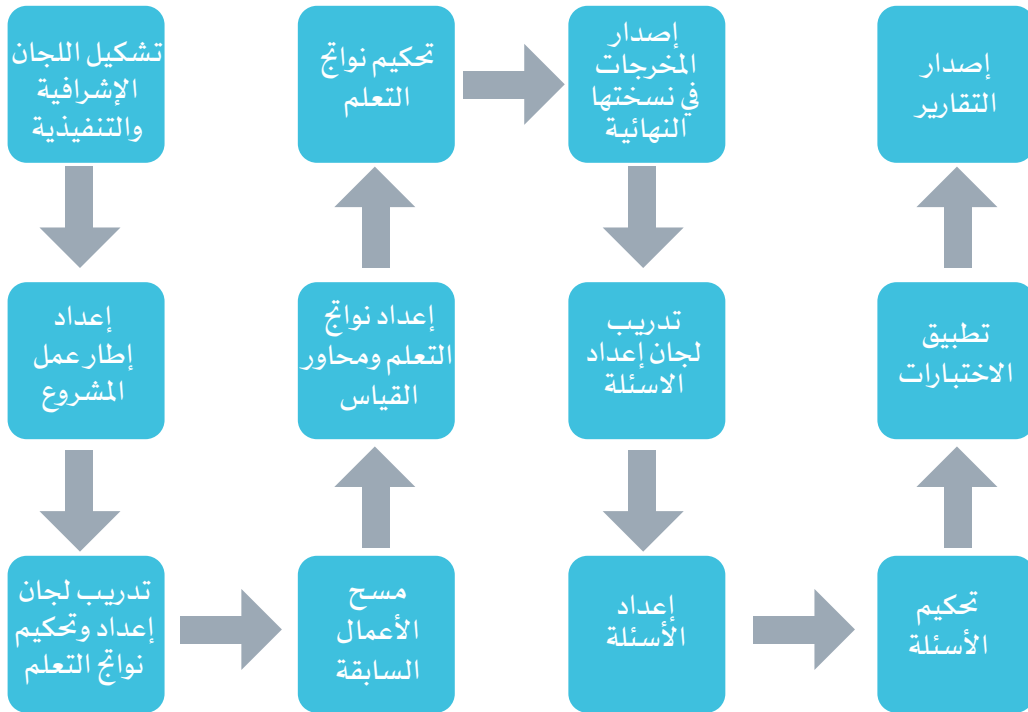 تشكيل اللجان
الإشرافية
والتنفيذية
إعداد
إطار عمل
المشروع
تدريب لجان
إعداد وتحكيم
نواتج التعلم
مسح
الأعمال
السابقة
إعداد نواتج
التعلم ومحاور
القياس
تحكيم نواتج
التعلم
إصدار
المخرجات
في نسختها
النهائية
تدريب
لجان إعداد
الاسئلة
إعداد
الأسئلة
تحكيم
الأسئلة
تطبيق
الاختبارات
إصدار
التقارير